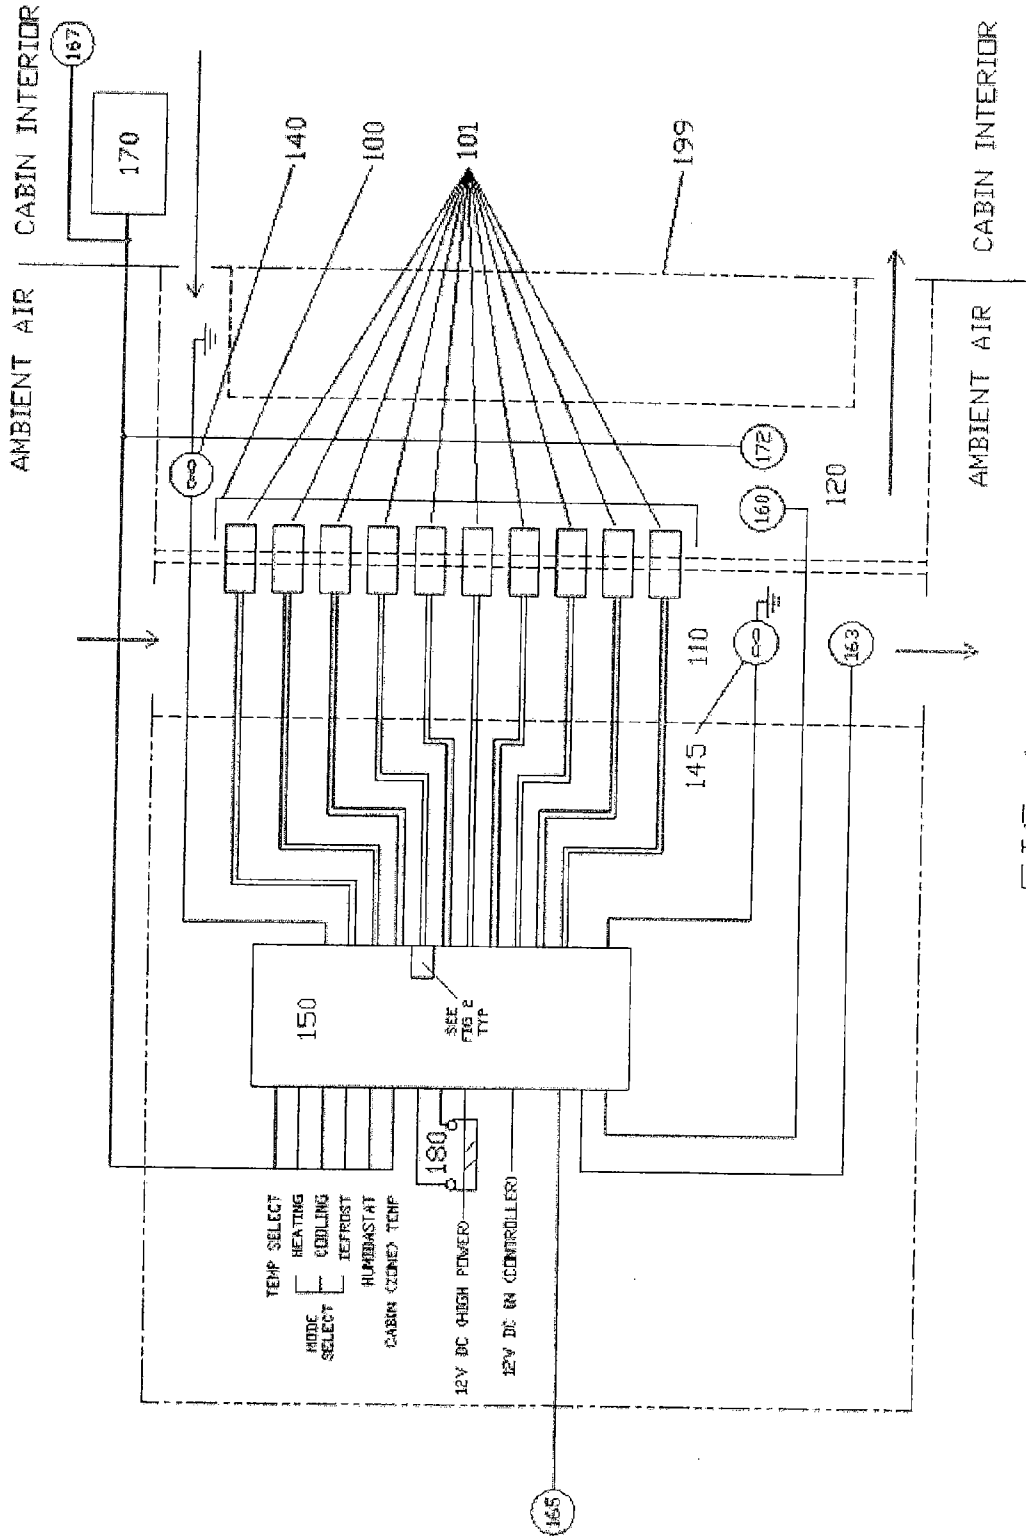 AMBIENT AIR
CABIN INTERIOR
167
170
140
100
101
199
172
160
120
110
145
163
150
SEE
FIG 2
TYP
TEMP SELECT
HEATING
COOLING
DEFROST
MODE
SELECT
HUMIDASTAT
CABIN (ZONE) TEMP
180
12V DC (HIGH POWER)
12V DC IN (CONTROLLER)
165
AMBIENT AIR
CABIN INTERIOR